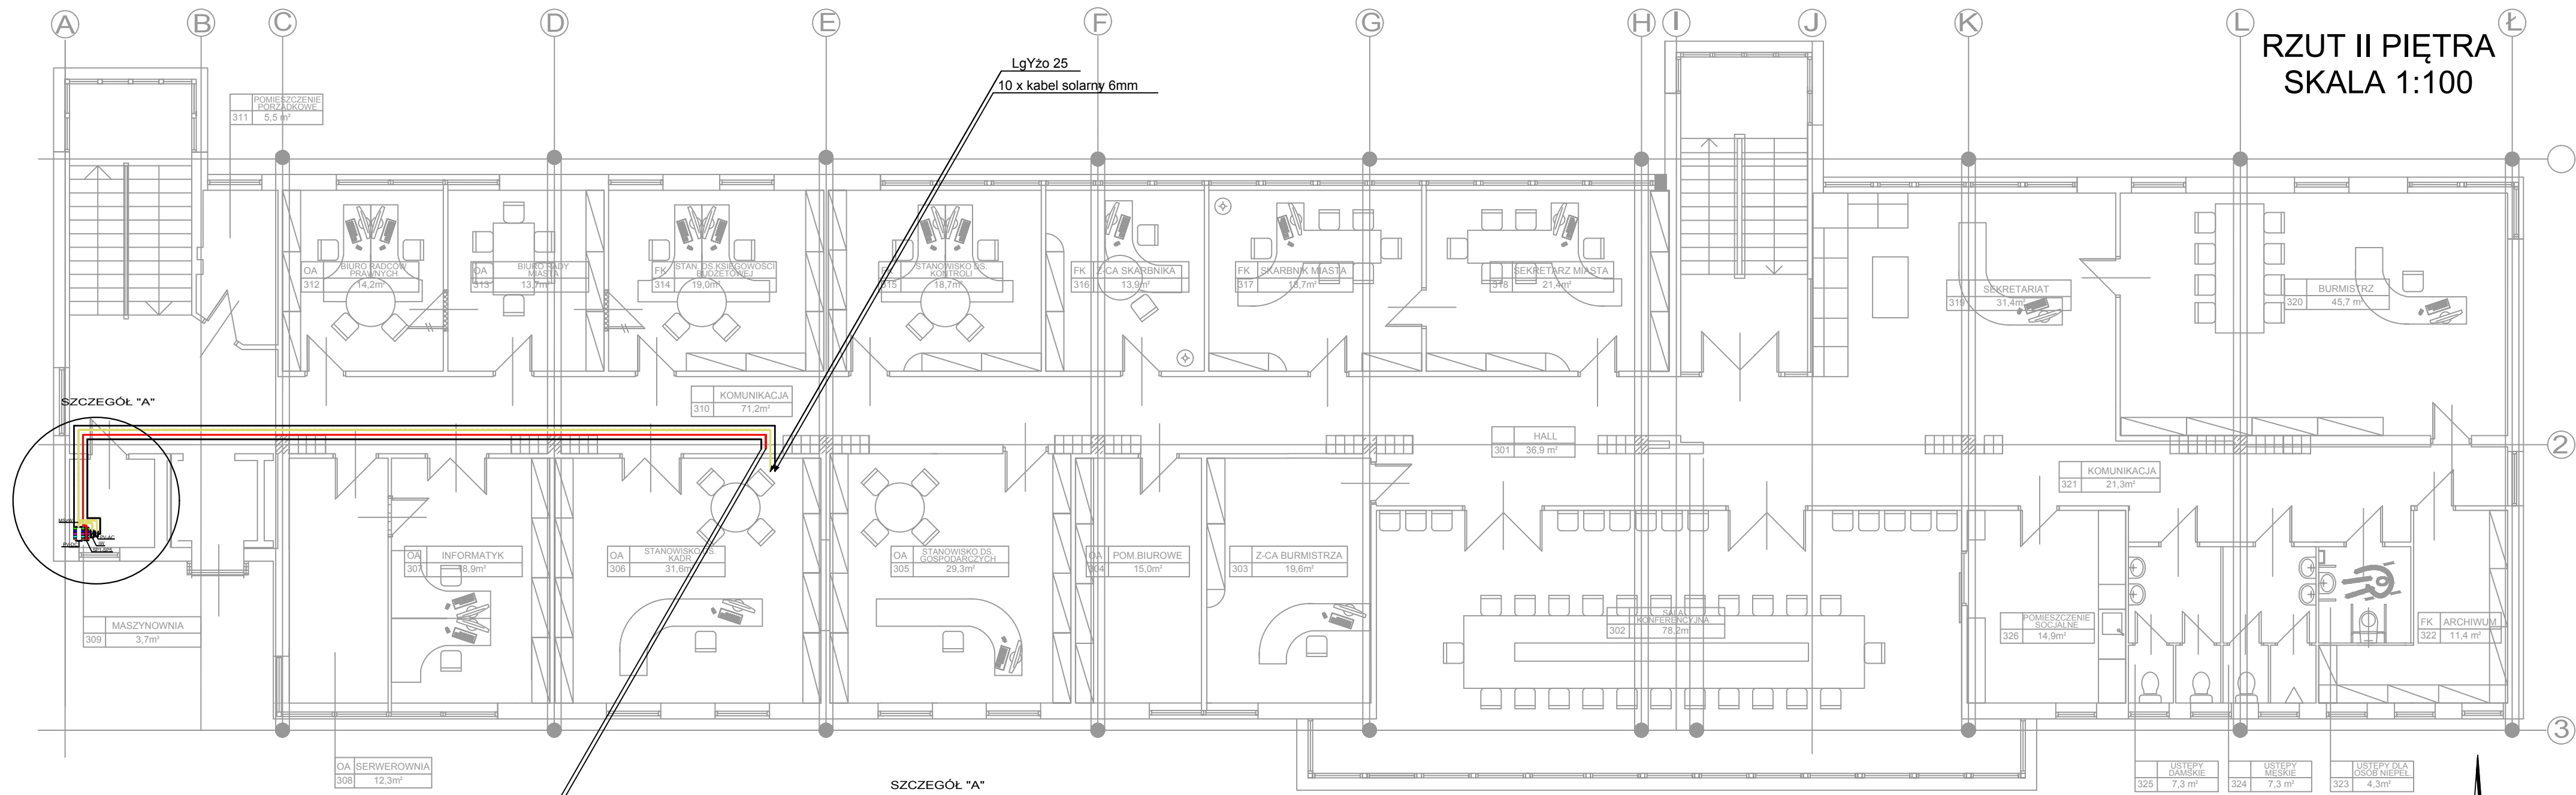 A
B
C
D
E
F
G
H
I
J
K
L
Ł
RZUT II PIĘTRA
SKALA 1:100
LgYżo 25
10 x kabel solarny 6mm
POMIESZCZENIE
PORZĄDKOWE
311 5,5 m²
OA BIURO RADCÓW
PRAWNYCH
312 14,2m²
OA BIURO RADY
MIASTA
313 13,7m²
FK STAN. DS.KSIĘGOWOŚCI
BUDŻETOWEJ
314 19,0m²
FK STANOWISKO DS.
KONTROLI
315 18,7m²
FK Z-CA SKARBNIKA
316 13,9m²
FK SKARBNIK MIASTA
317 18,7m²
SEKRETARZ MIASTA
318 21,4m²
SEKRETARIAT
319 31,4m²
BURMISTRZ
320 45,7 m²
SZCZEGÓŁ "A"
KOMUNIKACJA
310 71,2m²
HALL
301 36,9 m²
2
KOMUNIKACJA
321 21,3m²
OA INFORMATYK
307 18,9m²
OA STANOWISKO DS.
KADR
306 31,6m²
OA STANOWISKO DS.
GOSPODARCZYCH
305 29,3m²
OA POM.BIUROWE
304 15,0m²
Z-CA BURMISTRZA
303 19,6m²
MASZYNOWNIA
309 3,7m²
SALA
KONFERENCYJNA
302 78,2m²
POMIESZCZENIE
SOCJALNE
326 14,9m²
FK ARCHIWUM
322 11,4 m²
3
OA SERWEROWNIA
308 12,3m²
SZCZEGÓŁ "A"
USTĘPY
DAMSKIE
325 7,3 m²
USTĘPY
MĘSKIE
324 7,3 m²
USTĘPY DLA
OSÓB NIEPEŁ.
323 4,3m²